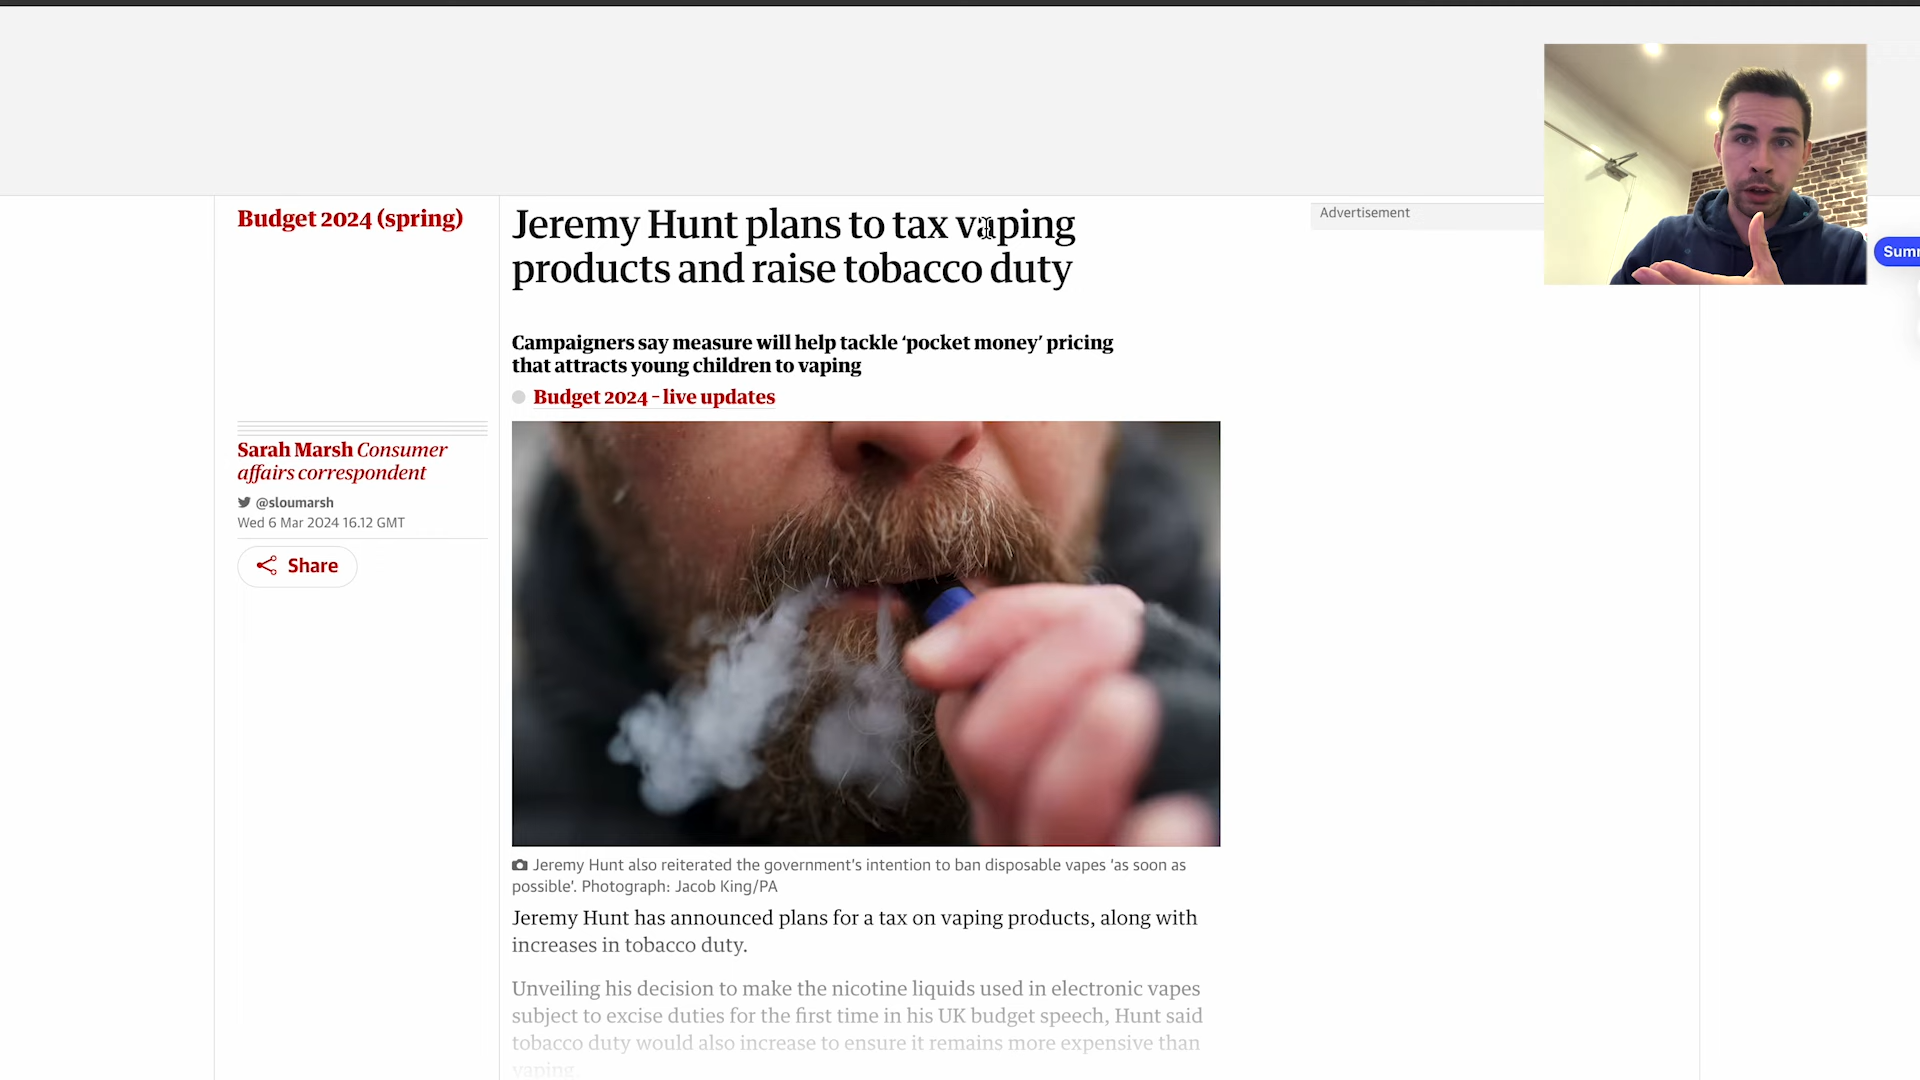 Budget 2024 (spring)
Jeremy Hunt plans to tax vaping
products and raise tobacco duty
Advertisement
Campaigners say measure will help tackle ‘pocket money’ pricing
that attracts young children to vaping
Budget 2024 – live updates
Sarah Marsh Consumer
affairs correspondent
@sloumarsh
Wed 6 Mar 2024 16.12 GMT
Share
Jeremy Hunt also reiterated the government’s intention to ban disposable vapes ‘as soon as
possible’. Photograph: Jacob King/PA
Jeremy Hunt has announced plans for a tax on vaping products, along with
increases in tobacco duty.
Unveiling his decision to make the nicotine liquids used in electronic vapes
subject to excise duties for the first time in his UK budget speech, Hunt said
tobacco duty would also increase to ensure it remains more expensive than
vaping.